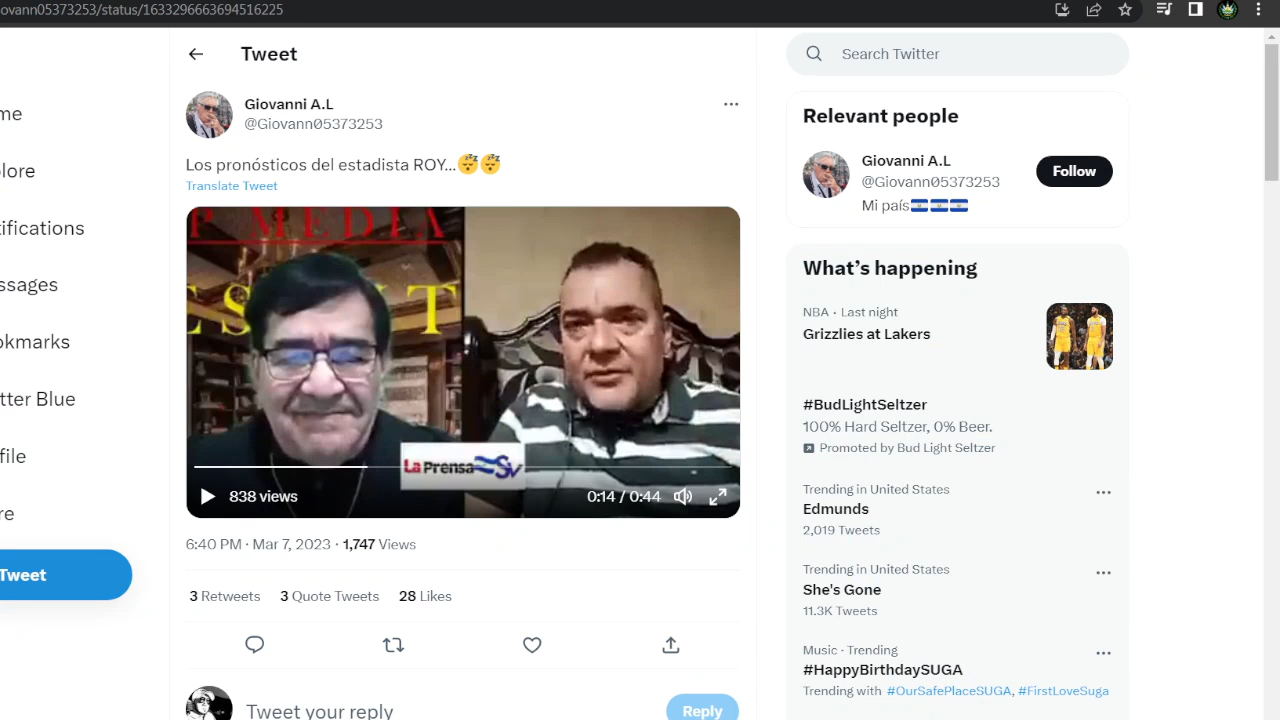 ovann05373253/status/1633296663694516225
me
lore
tifications
ssages
okmarks
tter Blue
file
re
Tweet
Tweet
Giovanni A.L
@Giovann05373253
Los pronósticos del estadista ROY...😴😴
Translate Tweet
P MEDIA
EST
T
La Prensa SV
838 views
0:14 / 0:44
6:40 PM · Mar 7, 2023 · 1,747 Views
3 Retweets 3 Quote Tweets 28 Likes
Tweet your reply
Reply
Search Twitter
Relevant people
Giovanni A.L
@Giovann05373253
Mi país🇸🇻🇸🇻🇸🇻
Follow
What's happening
NBA · Last night
Grizzlies at Lakers
#BudLightSeltzer
100% Hard Seltzer, 0% Beer.
Promoted by Bud Light Seltzer
Trending in United States
Edmunds
2,019 Tweets
Trending in United States
She's Gone
11.3K Tweets
Music · Trending
#HappyBirthdaySUGA
Trending with #OurSafePlaceSUGA, #FirstLoveSuga